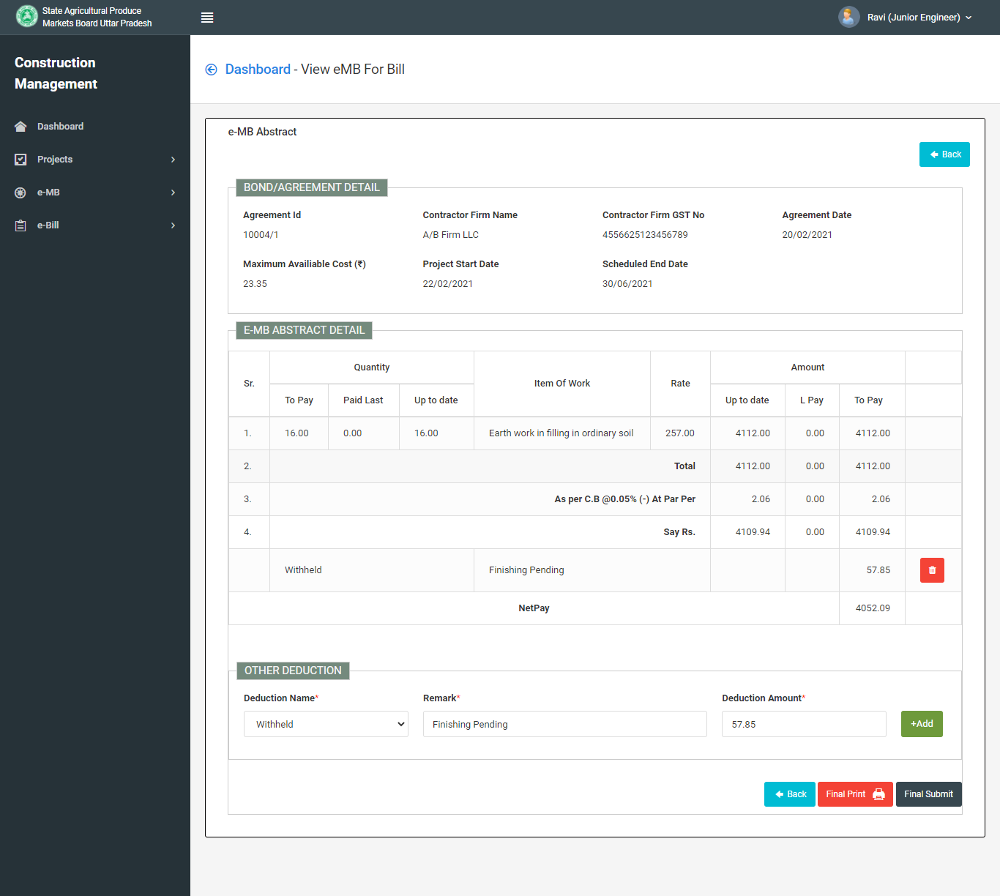 State Agricultural Produce
Markets Board Uttar Pradesh
Ravi (Junior Engineer)
Construction
Management
Dashboard
Projects
e-MB
e-Bill
Dashboard - View eMB For Bill
e-MB Abstract
Back
BOND/AGREEMENT DETAIL
Agreement Id Contractor Firm Name Contractor Firm GST No Agreement Date
10004/1 A/B Firm LLC 4556625123456789 20/02/2021
Maximum Availiable Cost (₹) Project Start Date Scheduled End Date
23.35 22/02/2021 30/06/2021
E-MB ABSTRACT DETAIL
Sr. Quantity Item Of Work Rate Amount
To Pay Paid Last Up to date Up to date L Pay To Pay
1. 16.00 0.00 16.00 Earth work in filling in ordinary soil 257.00 4112.00 0.00 4112.00
2. Total 4112.00 0.00 4112.00
3. As per C.B @0.05% (-) At Par Per 2.06 0.00 2.06
4. Say Rs. 4109.94 0.00 4109.94
Withheld Finishing Pending 57.85
NetPay 4052.09
OTHER DEDUCTION
Deduction Name* Remark* Deduction Amount*
Withheld Finishing Pending 57.85 +Add
Back Final Print Final Submit